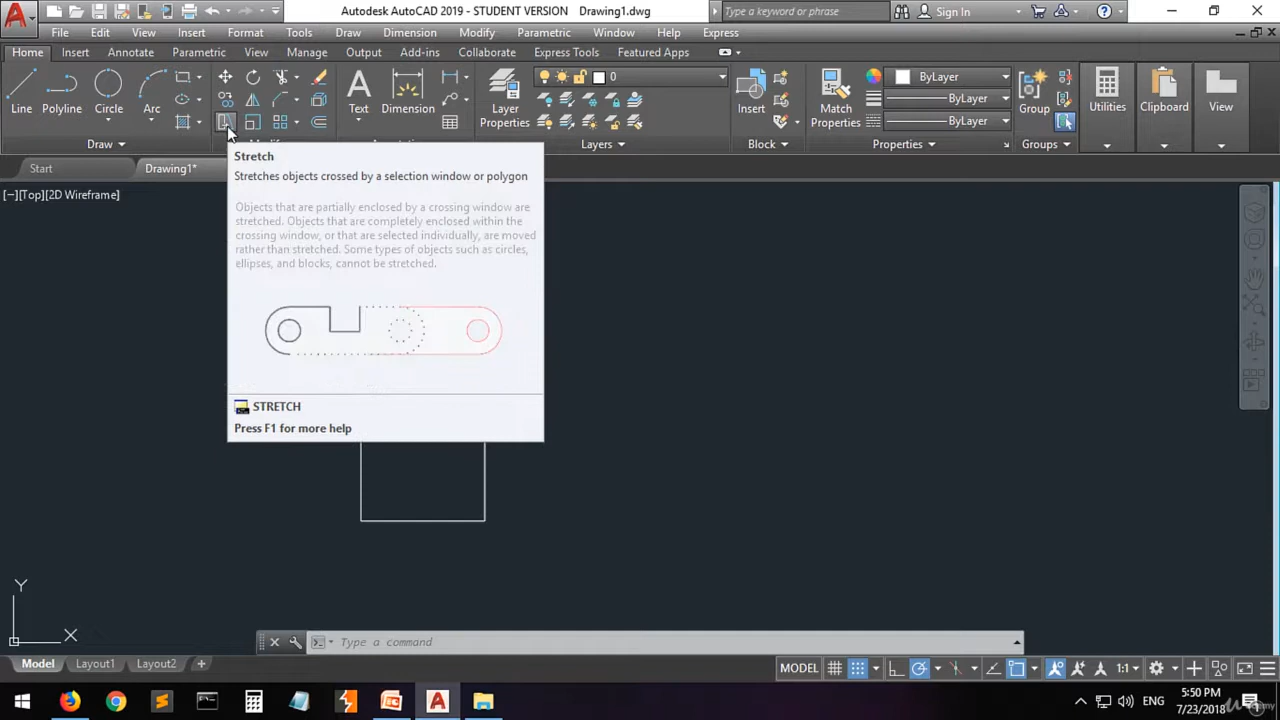 Autodesk AutoCAD 2019 - STUDENT VERSION Drawing1.dwg
Type a keyword or phrase
Sign In
File Edit View Insert Format Tools Draw Dimension Modify Parametric Window Help Express
Home Insert Annotate Parametric View Manage Output Add-ins Collaborate Express Tools Featured Apps
0
ByLayer
ByLayer
ByLayer
Line Polyline Circle Arc
Text Dimension
Layer
Properties
Insert
Match
Properties
Group
Utilities Clipboard View
Draw
Layers
Block
Properties
Groups
Start
Drawing1*
[−][Top][2D Wireframe]
Stretch
Stretches objects crossed by a selection window or polygon
Objects that are partially enclosed by a crossing window are
stretched. Objects that are completely enclosed within the
crossing window, or that are selected individually, are moved
rather than stretched. Some types of objects such as circles,
ellipses, and blocks, cannot be stretched.
STRETCH
Press F1 for more help
Y
X
Type a command
Model Layout1 Layout2
MODEL
1:1
ENG
5:50 PM
7/23/2018